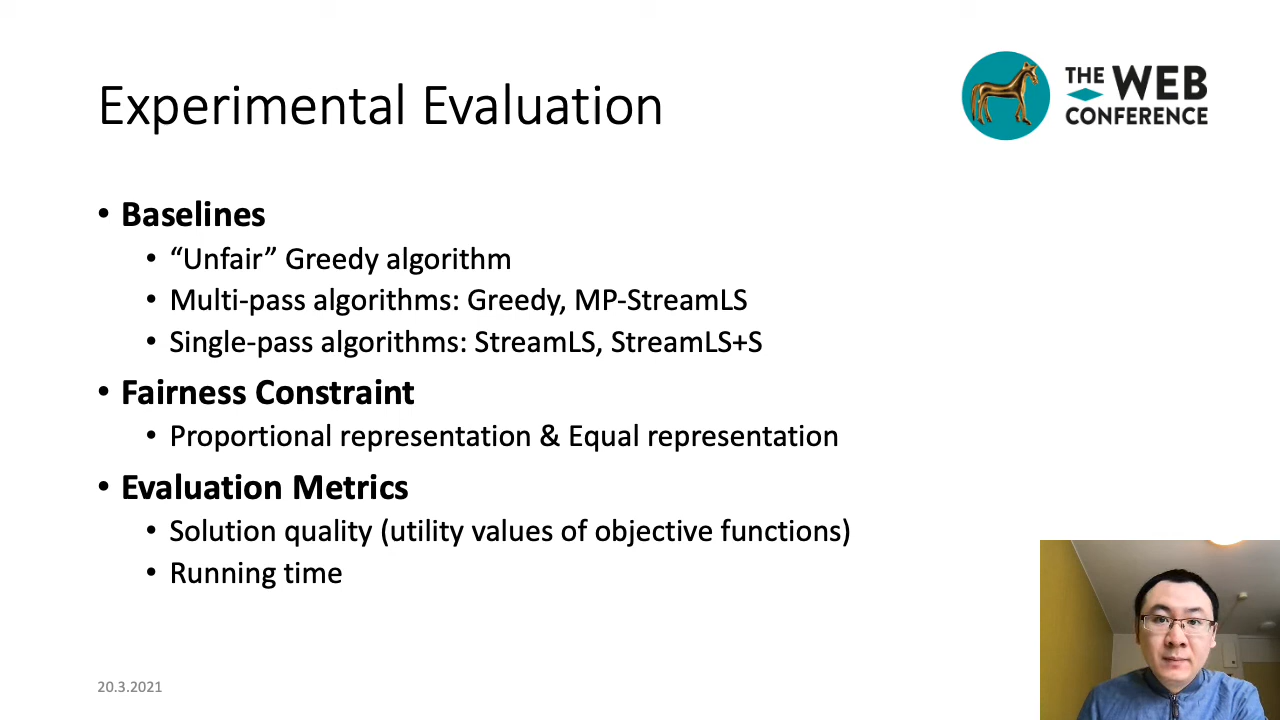 THE WEB
CONFERENCE
Experimental Evaluation
• Baselines
• “Unfair” Greedy algorithm
• Multi-pass algorithms: Greedy, MP-StreamLS
• Single-pass algorithms: StreamLS, StreamLS+S
• Fairness Constraint
• Proportional representation & Equal representation
• Evaluation Metrics
• Solution quality (utility values of objective functions)
• Running time
20.3.2021